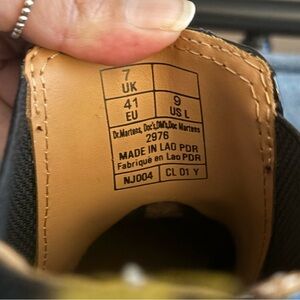 7
UK
41 9
EU US L
Dr.Martens, Doc's,DM's,Doc Martens
2976
MADE IN LAO PDR
Fabriqué en Lao PDR
NJ004 CL 01 Y